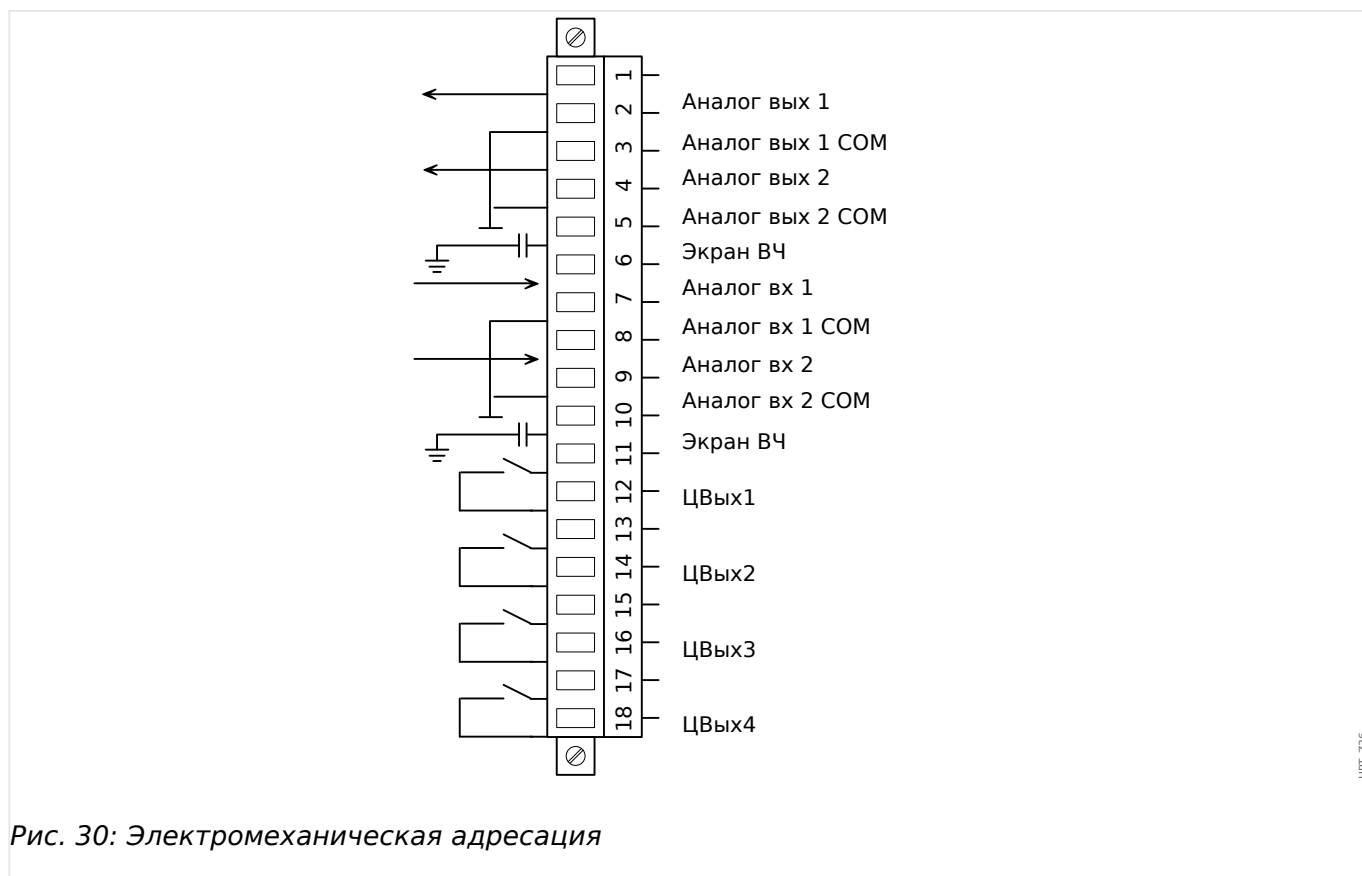 1
2
Аналог вых 1
3
Аналог вых 1 COM
4
Аналог вых 2
5
Аналог вых 2 COM
6
Экран ВЧ
7
Аналог вх 1
8
Аналог вх 1 COM
9
Аналог вх 2
10
Аналог вх 2 COM
11
Экран ВЧ
12
ЦВых1
13
14
ЦВых2
15
16
ЦВых3
17
18
ЦВых4
Рис. 30: Электромеханическая адресация